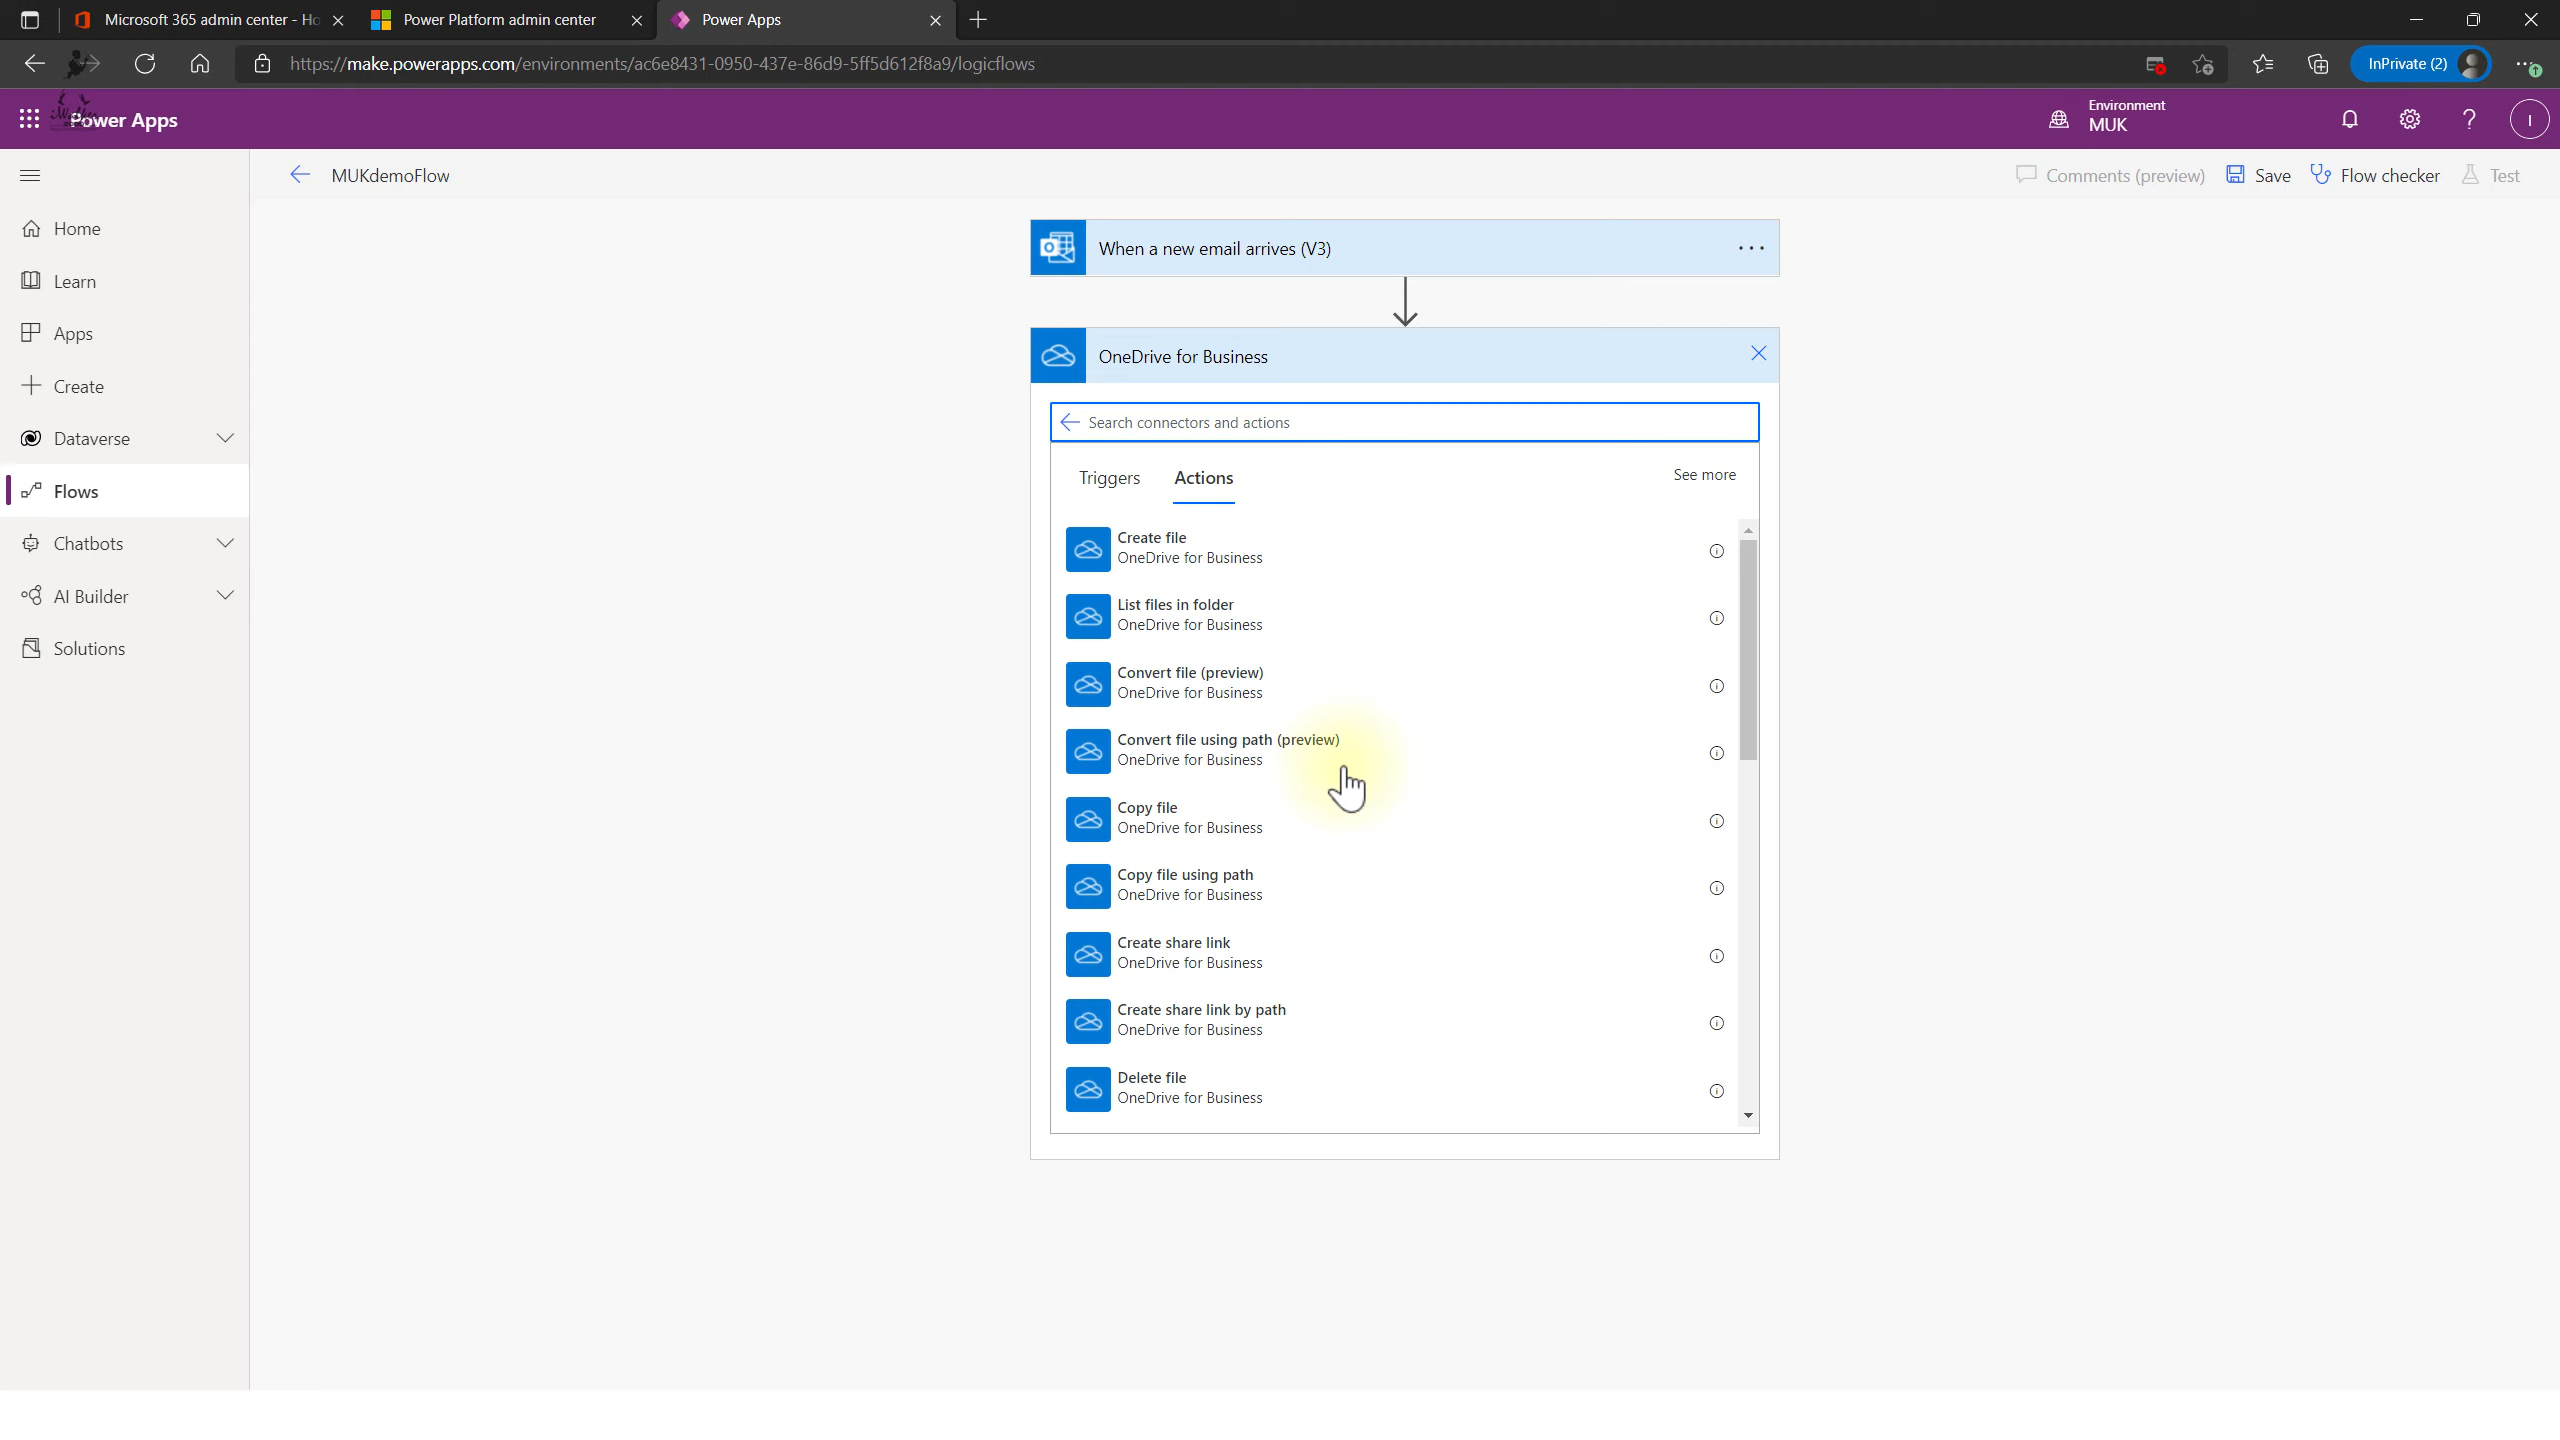 Microsoft 365 admin center - Ho
Power Platform admin center
Power Apps
https://make.powerapps.com/environments/ac6e8431-0950-437e-86d9-5ff5d612f8a9/logicflows
InPrivate (2)
Power Apps
Environment
MUK
I
MUKdemoFlow
Comments (preview)
Save
Flow checker
Test
Home
Learn
Apps
Create
Dataverse
Flows
Chatbots
AI Builder
Solutions
When a new email arrives (V3)
OneDrive for Business
Search connectors and actions
Triggers
Actions
See more
Create file
OneDrive for Business
List files in folder
OneDrive for Business
Convert file (preview)
OneDrive for Business
Convert file using path (preview)
OneDrive for Business
Copy file
OneDrive for Business
Copy file using path
OneDrive for Business
Create share link
OneDrive for Business
Create share link by path
OneDrive for Business
Delete file
OneDrive for Business